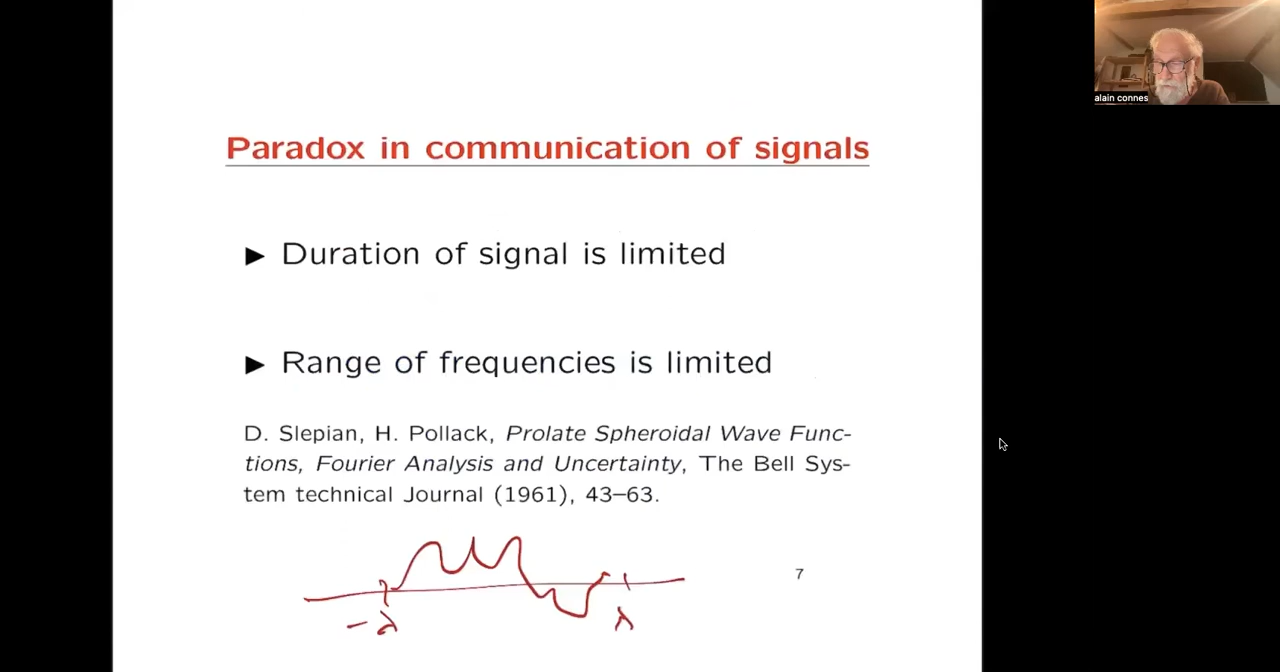 alain connes
Paradox in communication of signals
► Duration of signal is limited
► Range of frequencies is limited
D. Slepian, H. Pollack, Prolate Spheroidal Wave Func-
tions, Fourier Analysis and Uncertainty, The Bell Sys-
tem technical Journal (1961), 43–63.
7
-λ λ